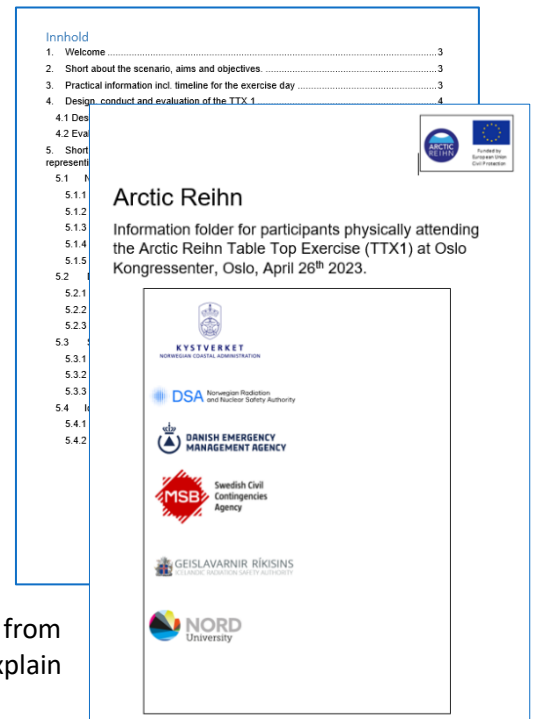 Innhold
1. Welcome ........ 3
2. Short about the scenario, aims and objectives. ........ 3
3. Practical information incl. timeline for the exercise day ........ 3
4. Design, conduct and evaluation of the TTX 1 ........ 4
4.1 Des
4.2 Eval
5. Short
representi
5.1 N
5.1.1
5.1.2
5.1.3
5.1.4
5.1.5
5.2
5.2.1
5.2.2
5.2.3
5.3
5.3.1
5.3.2
5.3.3
5.4
5.4.1
5.4.2
ARCTIC
REIHN
Funded by
European Union
Civil Protection
Arctic Reihn
Information folder for participants physically attending
the Arctic Reihn Table Top Exercise (TTX1) at Oslo
Kongressenter, Oslo, April 26th 2023.
KYSTVERKET
NORWEGIAN COASTAL ADMINISTRATION
DSA Norwegian Radiation
and Nuclear Safety Authority
DANISH EMERGENCY
MANAGEMENT AGENCY
MSB Swedish Civil
Contingencies
Agency
GEISLAVARNIR RÍKISINS
ICELANDIC RADIATION SAFETY AUTHORITY
NORD
University
from
xplain